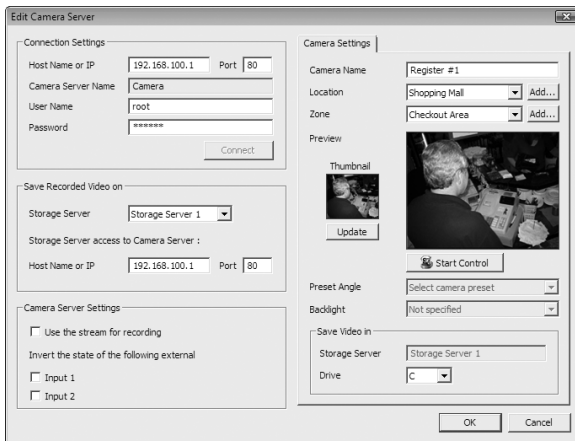 Edit Camera Server
Connection Settings
Host Name or IP 192.168.100.1 Port 80
Camera Server Name Camera
User Name root
Password ******
Connect
Save Recorded Video on
Storage Server Storage Server 1
Storage Server access to Camera Server :
Host Name or IP 192.168.100.1 Port 80
Camera Server Settings
Use the stream for recording
Invert the state of the following external
Input 1
Input 2
Camera Settings
Camera Name Register #1
Location Shopping Mall Add...
Zone Checkout Area Add...
Preview
Thumbnail
Update
Start Control
Preset Angle Select camera preset
Backlight Not specified
Save Video in
Storage Server Storage Server 1
Drive C
OK Cancel